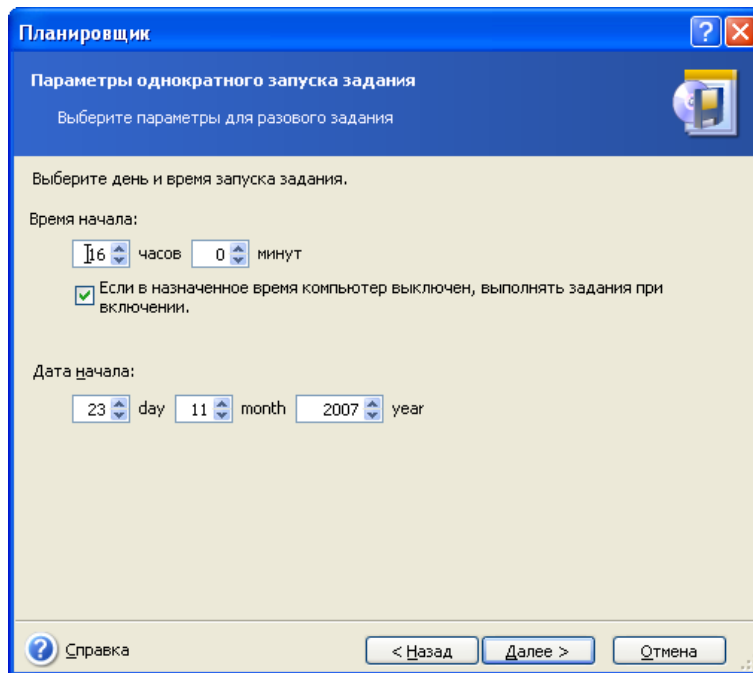 Планировщик
Параметры однократного запуска задания
Выберите параметры для разового задания
Выберите день и время запуска задания.
Время начала:
16 часов 0 минут
Если в назначенное время компьютер выключен, выполнять задания при
включении.
Дата начала:
23 day 11 month 2007 year
Справка < Назад Далее > Отмена